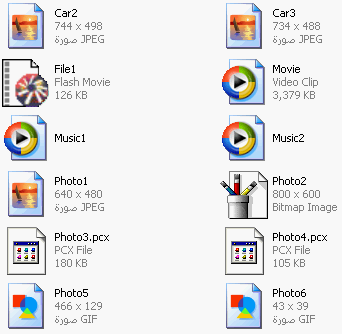 Car2
744 x 498
صورة JPEG
Car3
734 x 488
صورة JPEG
File1
Flash Movie
126 KB
Movie
Video Clip
3,379 KB
Music1
Music2
Photo1
640 x 480
صورة JPEG
Photo2
800 x 600
Bitmap Image
Photo3.pcx
PCX File
180 KB
Photo4.pcx
PCX File
105 KB
Photo5
466 x 129
صورة GIF
Photo6
43 x 39
صورة GIF